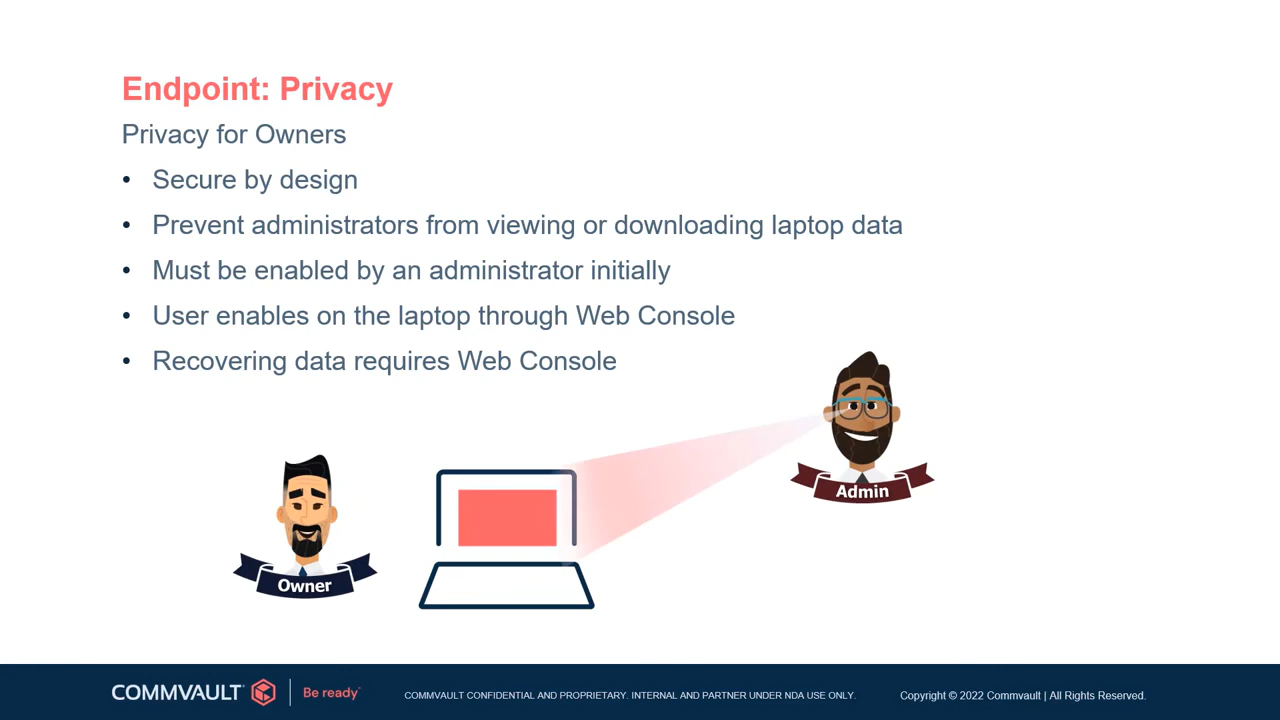 Endpoint: Privacy
Privacy for Owners
• Secure by design
• Prevent administrators from viewing or downloading laptop data
• Must be enabled by an administrator initially
• User enables on the laptop through Web Console
• Recovering data requires Web Console
Admin
Owner
COMMVAULT Be ready COMMVAULT CONFIDENTIAL AND PROPRIETARY. INTERNAL AND PARTNER UNDER NDA USE ONLY. Copyright © 2022 Commvault | All Rights Reserved.